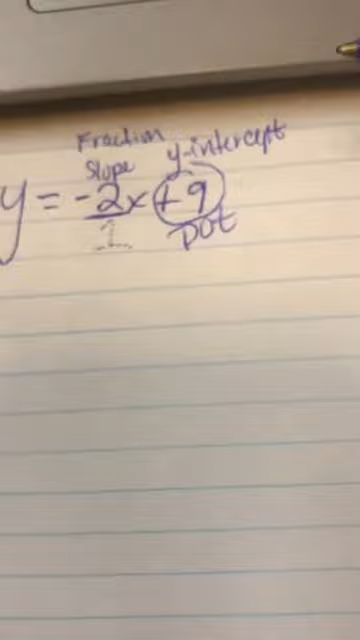 Fraction
Slope y-intercept
y = -2x + 9
1 Dot